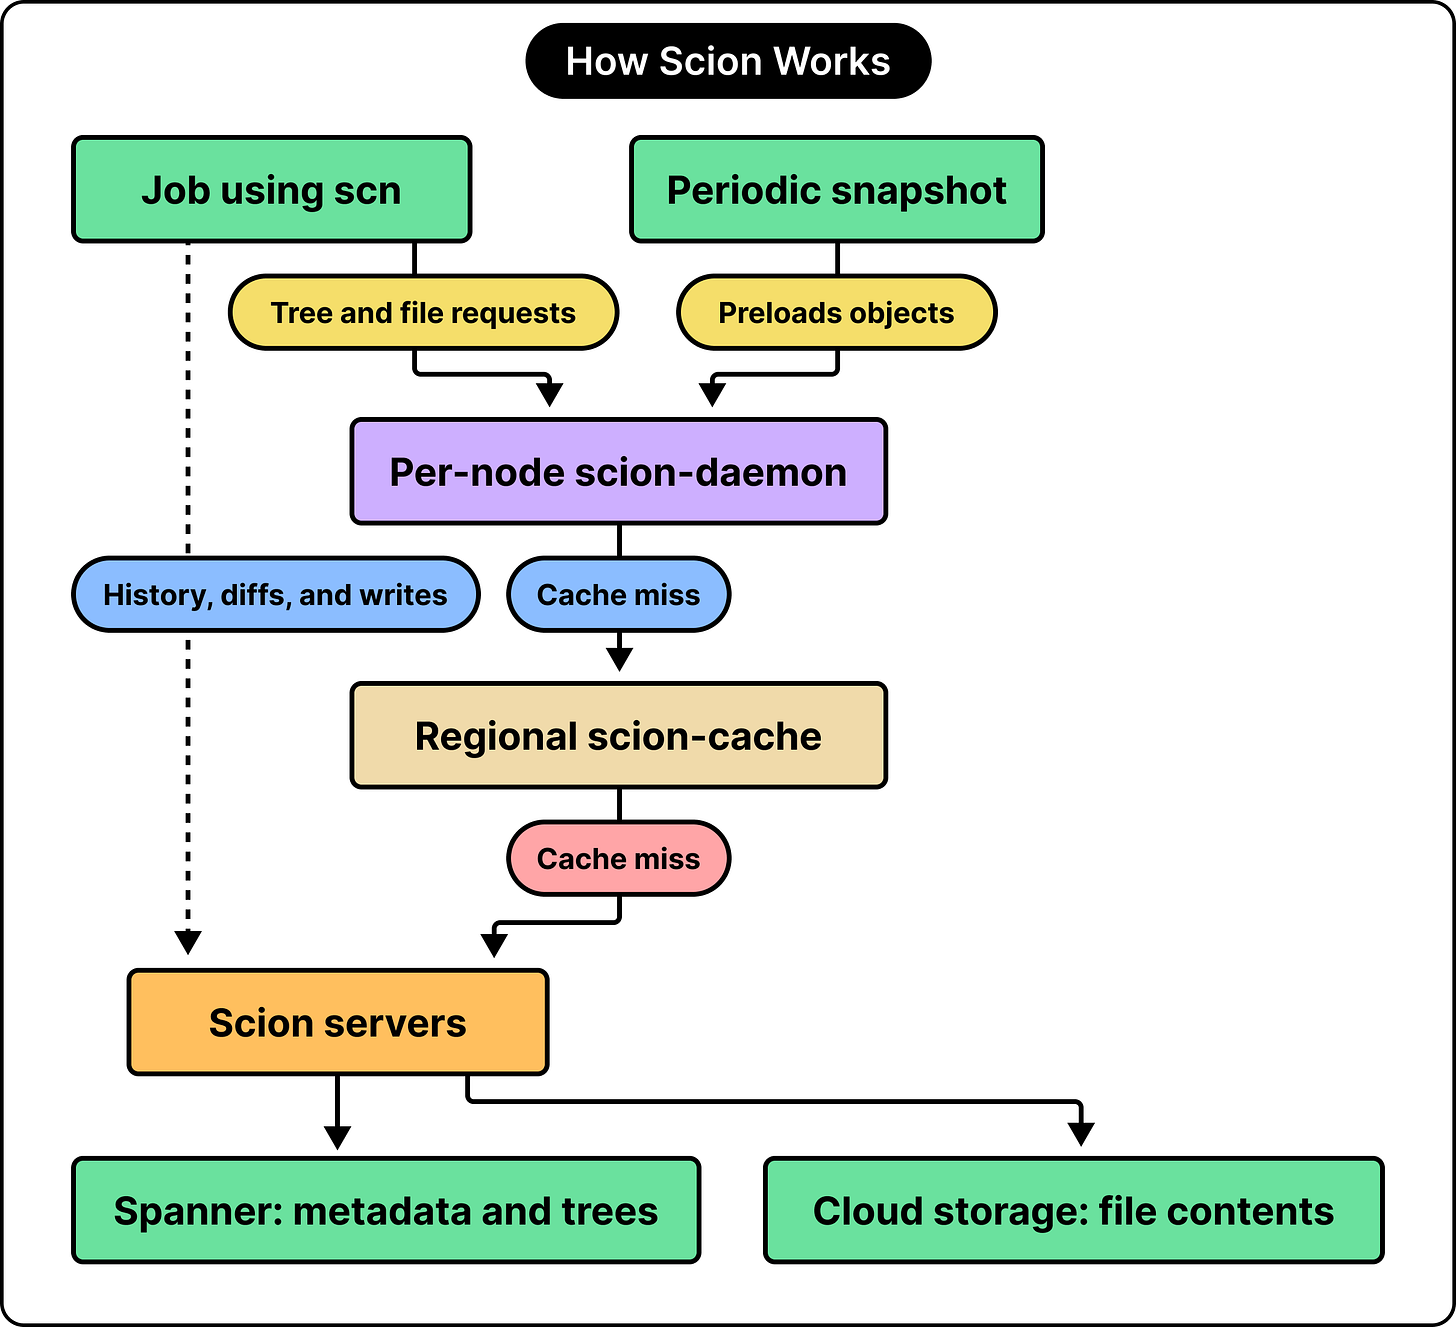 How Scion Works
Job using scn
Periodic snapshot
Tree and file requests
Preloads objects
Per-node scion-daemon
History, diffs, and writes
Cache miss
Regional scion-cache
Cache miss
Scion servers
Spanner: metadata and trees
Cloud storage: file contents